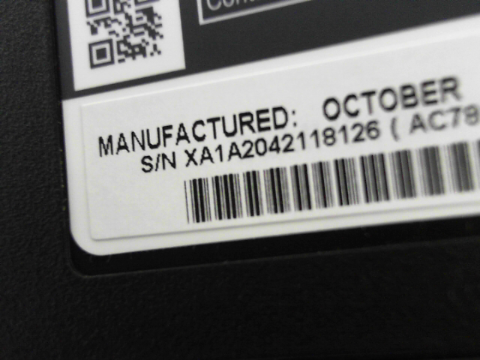 MANUFACTURED: OCTOBER
S/N XA1A2042118126 ( AC78